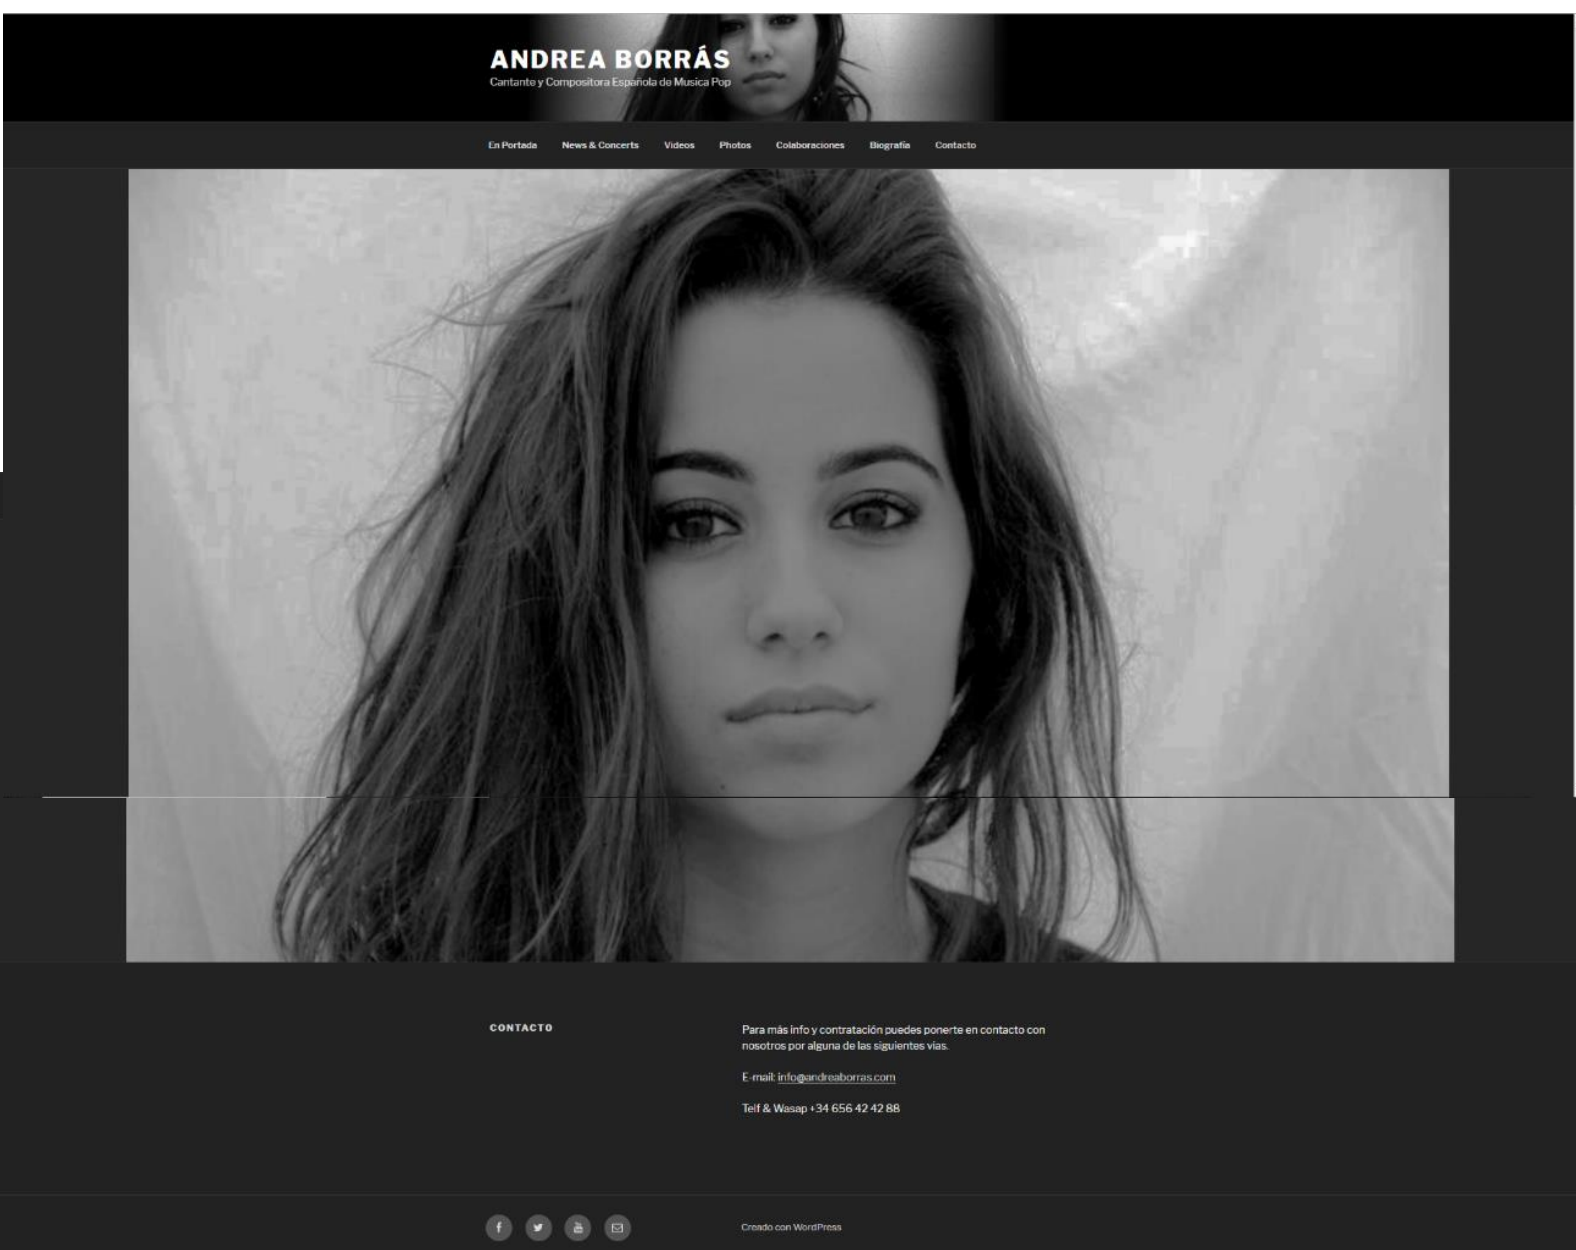 ANDREA BORRÁS
Cantante y Compositora Española de Musica Pop
En Portada News & Concerts Videos Photos Colaboraciones Biografía Contacto
CONTACTO
Para más info y contratación puedes ponerte en contacto con
nosotros por alguna de las siguientes vías.
E-mail: info@andreaborras.com
Telf & Wasap +34 656 42 42 88
Creado con WordPress